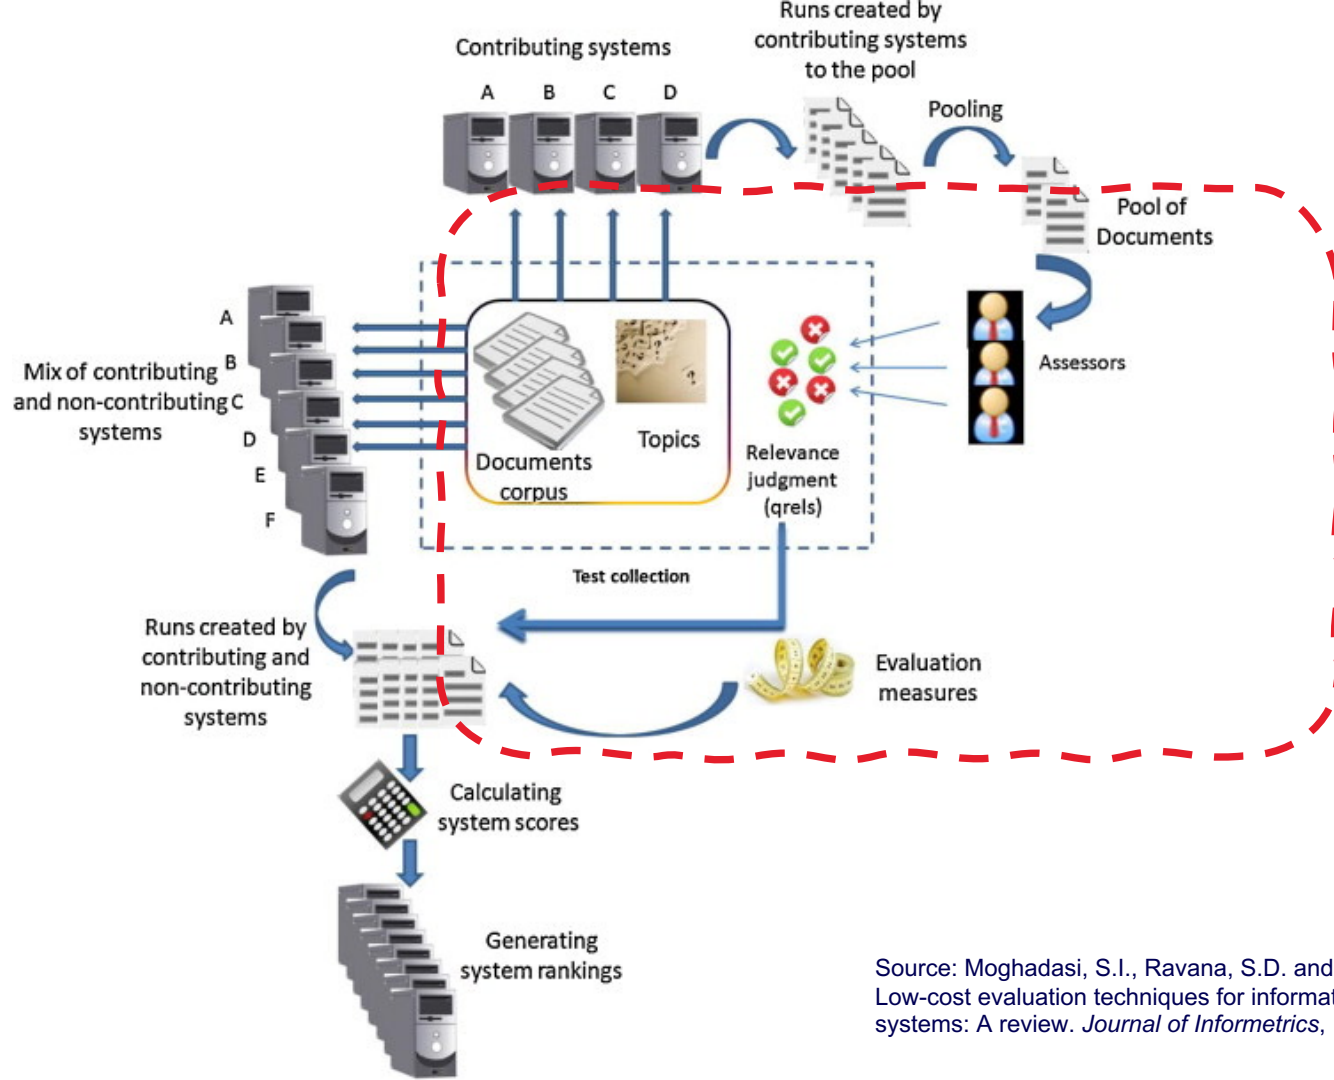 Runs created by
contributing systems
to the pool
Contributing systems
A B C D
Pooling
Pool of
Documents
A
B
C
D
E
F
Mix of contributing
and non-contributing
systems
Documents
corpus
Topics
Relevance
judgment
(qrels)
Assessors
Test collection
Runs created by
contributing and
non-contributing
systems
Evaluation
measures
Calculating
system scores
Generating
system rankings
Source: Moghadasi, S.I., Ravana, S.D. and
Low-cost evaluation techniques for informat
systems: A review. Journal of Informetrics,